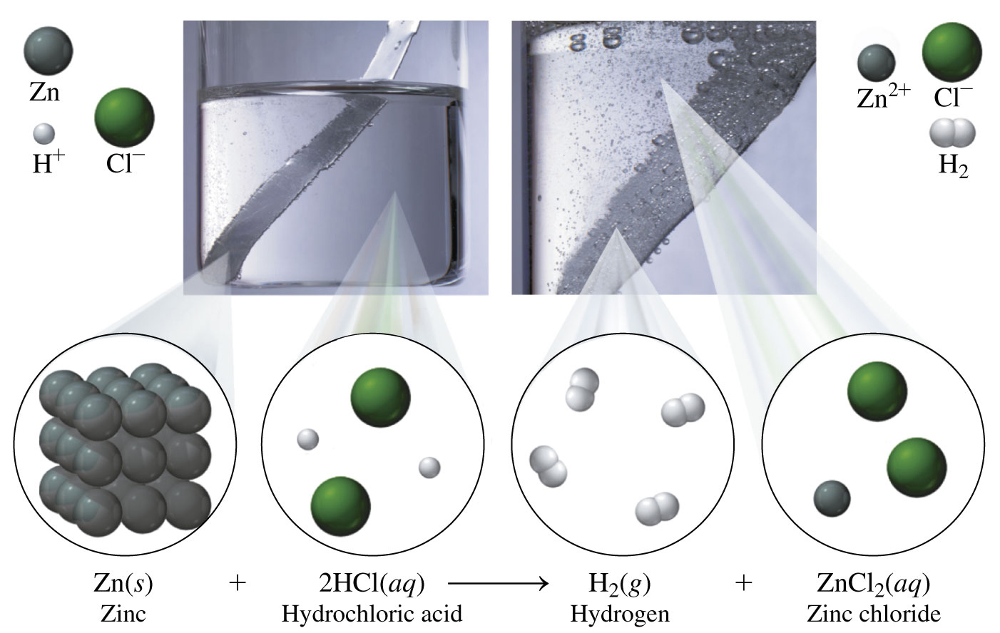 Zn
H⁺
Cl⁻
Zn²⁺
Cl⁻
H₂
Zn(s) + 2HCl(aq) ⟶ H₂(g) + ZnCl₂(aq)
Zinc Hydrochloric acid Hydrogen Zinc chloride